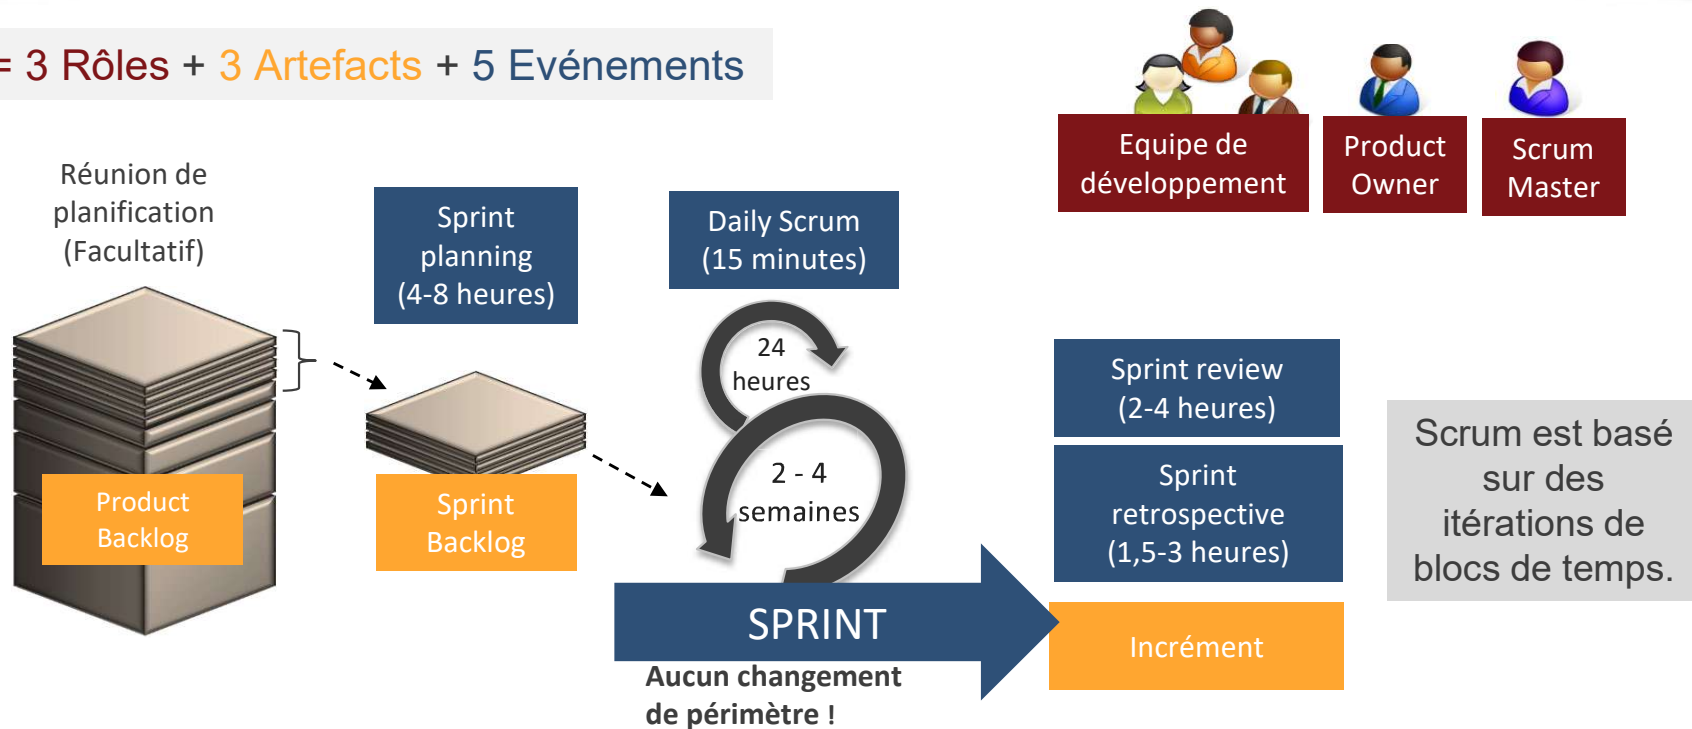 = 3 Rôles + 3 Artefacts + 5 Evénements
Equipe de
développement
Product
Owner
Scrum
Master
Réunion de
planification
(Facultatif)
Sprint
planning
(4-8 heures)
Daily Scrum
(15 minutes)
24
heures
2 - 4
semaines
Product
Backlog
Sprint
Backlog
SPRINT
Aucun changement
de périmètre !
Sprint review
(2-4 heures)
Sprint
retrospective
(1,5-3 heures)
Incrément
Scrum est basé
sur des
itérations de
blocs de temps.